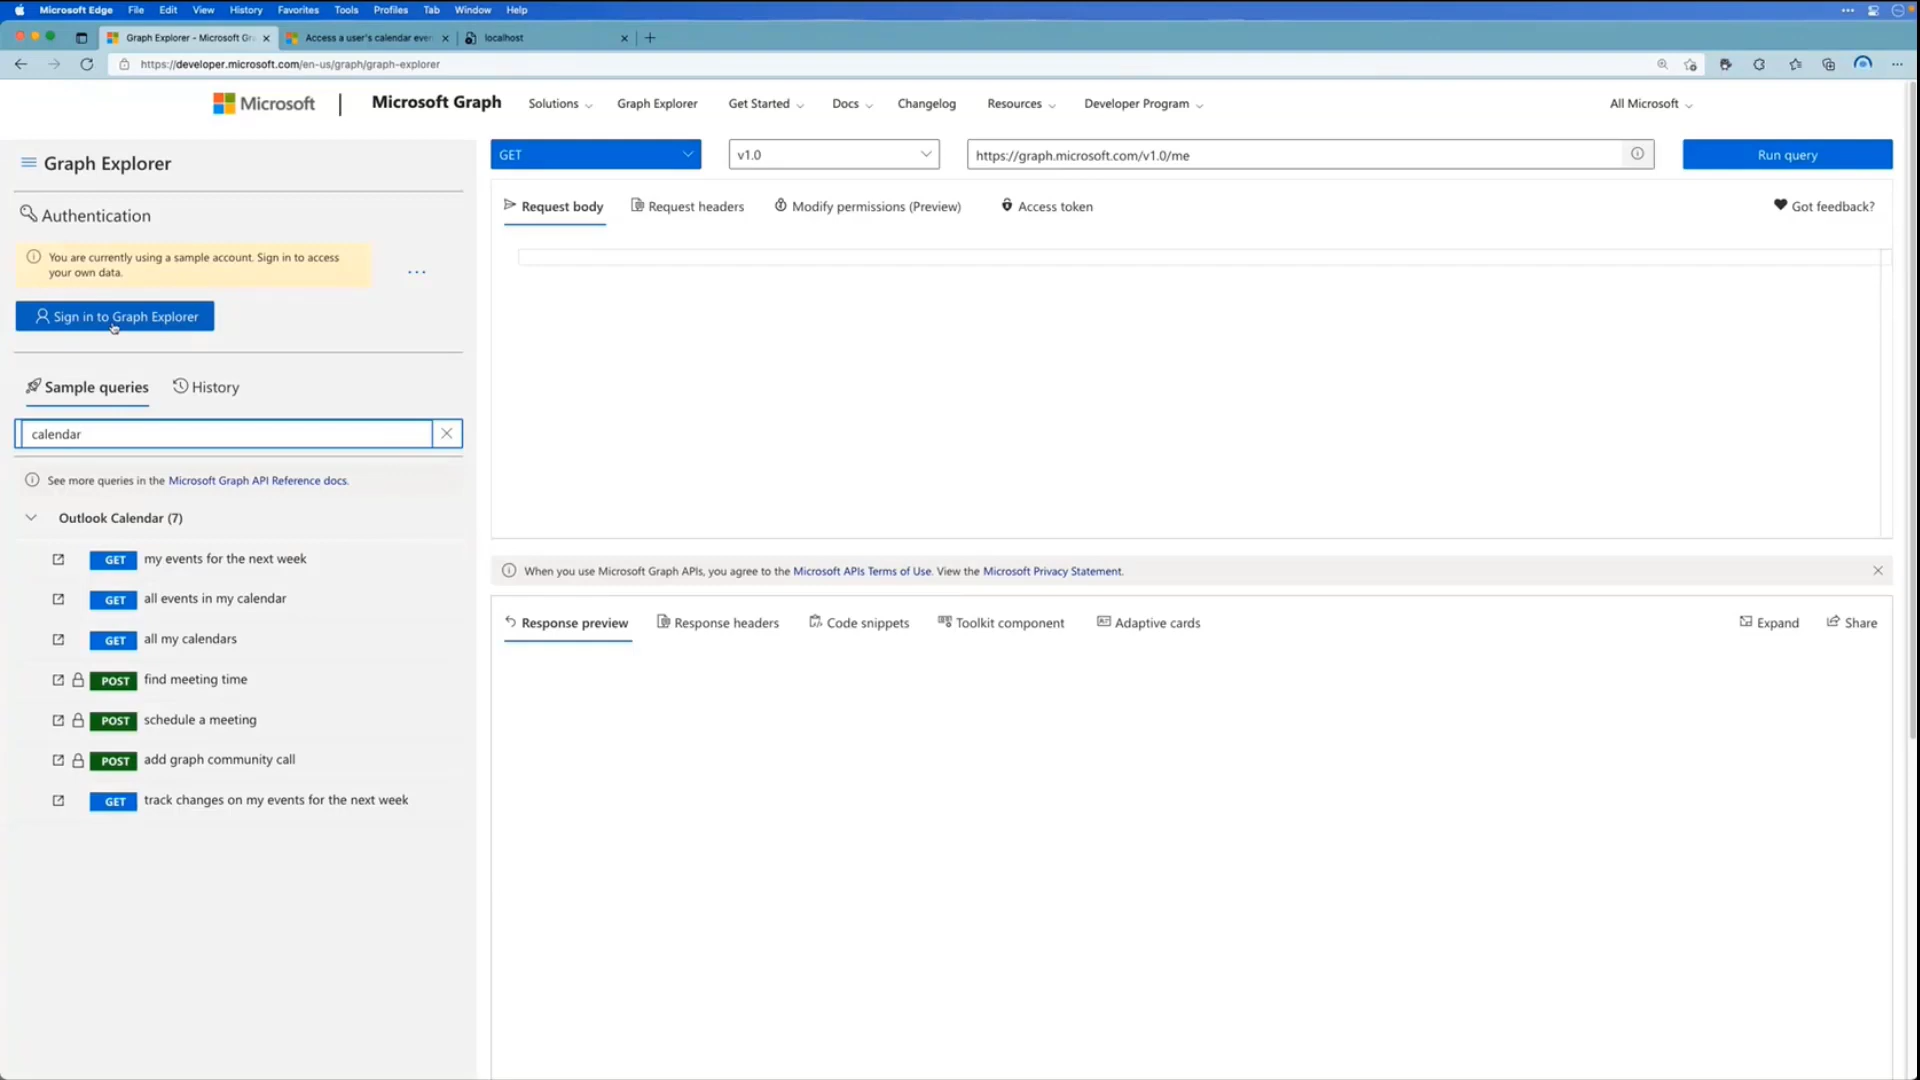 Microsoft Edge File Edit View History Favorites Tools Profiles Tab Window Help
Graph Explorer - Microsoft Gr
Access a user's calendar even
localhost
https://developer.microsoft.com/en-us/graph/graph-explorer
Microsoft
Microsoft Graph
Solutions
Graph Explorer
Get Started
Docs
Changelog
Resources
Developer Program
All Microsoft
Graph Explorer
GET
v1.0
https://graph.microsoft.com/v1.0/me
Run query
Authentication
You are currently using a sample account. Sign in to access
your own data.
...
Sign in to Graph Explorer
Request body
Request headers
Modify permissions (Preview)
Access token
Got feedback?
Sample queries
History
calendar
See more queries in the Microsoft Graph API Reference docs.
Outlook Calendar (7)
GET my events for the next week
GET all events in my calendar
GET all my calendars
POST find meeting time
POST schedule a meeting
POST add graph community call
GET track changes on my events for the next week
When you use Microsoft Graph APIs, you agree to the Microsoft APIs Terms of Use. View the Microsoft Privacy Statement.
Response preview
Response headers
Code snippets
Toolkit component
Adaptive cards
Expand
Share